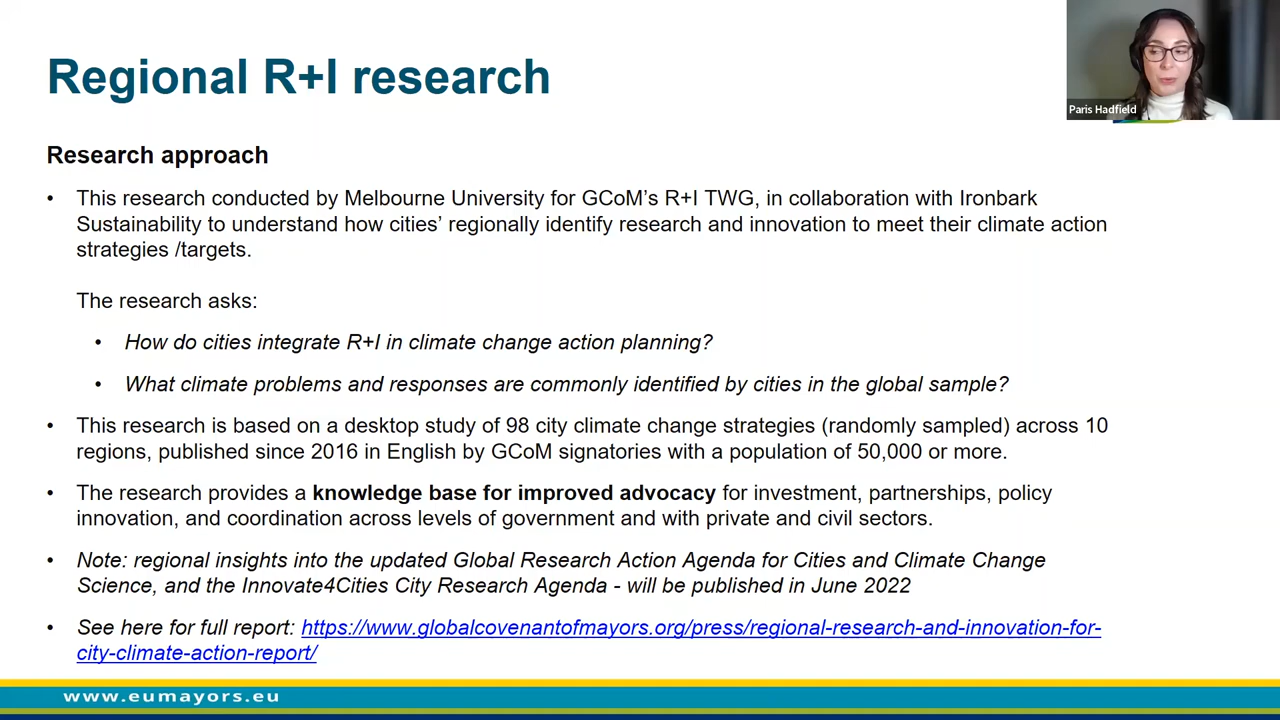 Regional R+I research
Paris Hadfield
Research approach
• This research conducted by Melbourne University for GCoM's R+I TWG, in collaboration with Ironbark
Sustainability to understand how cities' regionally identify research and innovation to meet their climate action
strategies /targets.
The research asks:
• How do cities integrate R+I in climate change action planning?
• What climate problems and responses are commonly identified by cities in the global sample?
• This research is based on a desktop study of 98 city climate change strategies (randomly sampled) across 10
regions, published since 2016 in English by GCoM signatories with a population of 50,000 or more.
• The research provides a knowledge base for improved advocacy for investment, partnerships, policy
innovation, and coordination across levels of government and with private and civil sectors.
• Note: regional insights into the updated Global Research Action Agenda for Cities and Climate Change
Science, and the Innovate4Cities City Research Agenda - will be published in June 2022
• See here for full report: https://www.globalcovenantofmayors.org/press/regional-research-and-innovation-for-
city-climate-action-report/
www.eumayors.eu